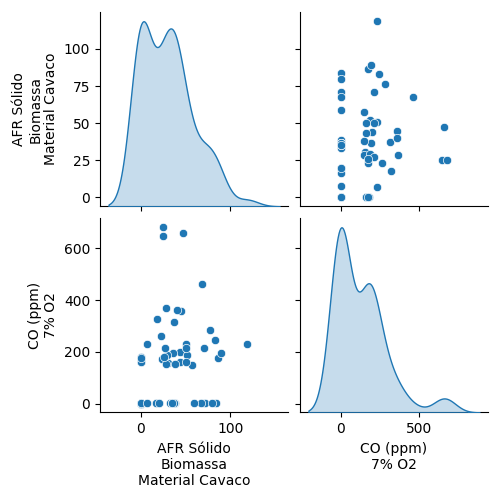 AFR Sólido
Biomassa
Material Cavaco
100
75
50
25
0
CO (ppm)
7% O2
600
400
200
0
0
100
AFR Sólido
Biomassa
Material Cavaco
0
500
CO (ppm)
7% O2